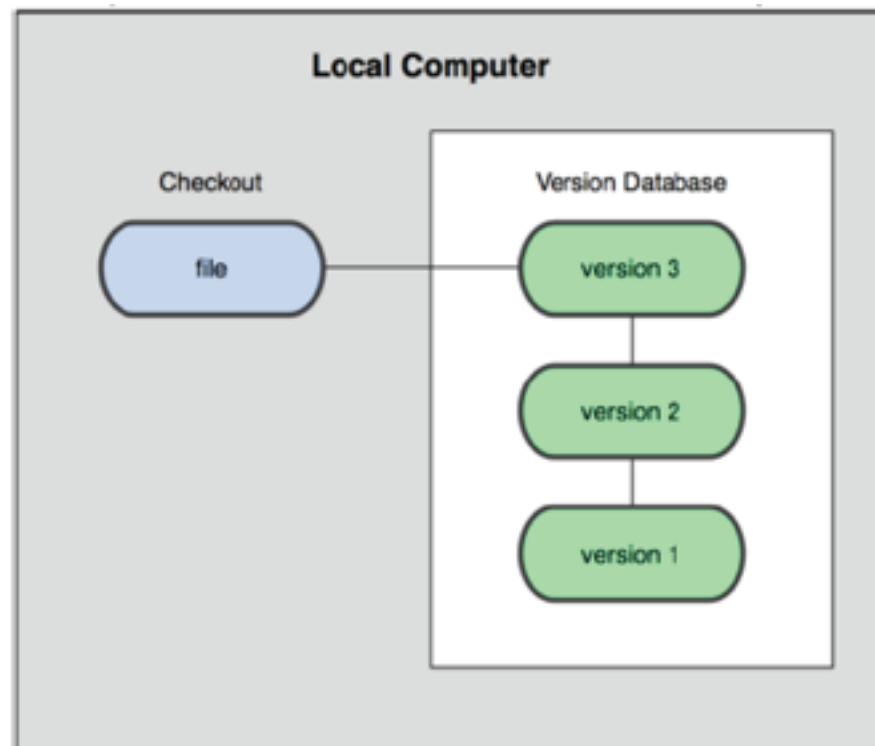 Local Computer
Checkout
Version Database
file
version 3
version 2
version 1